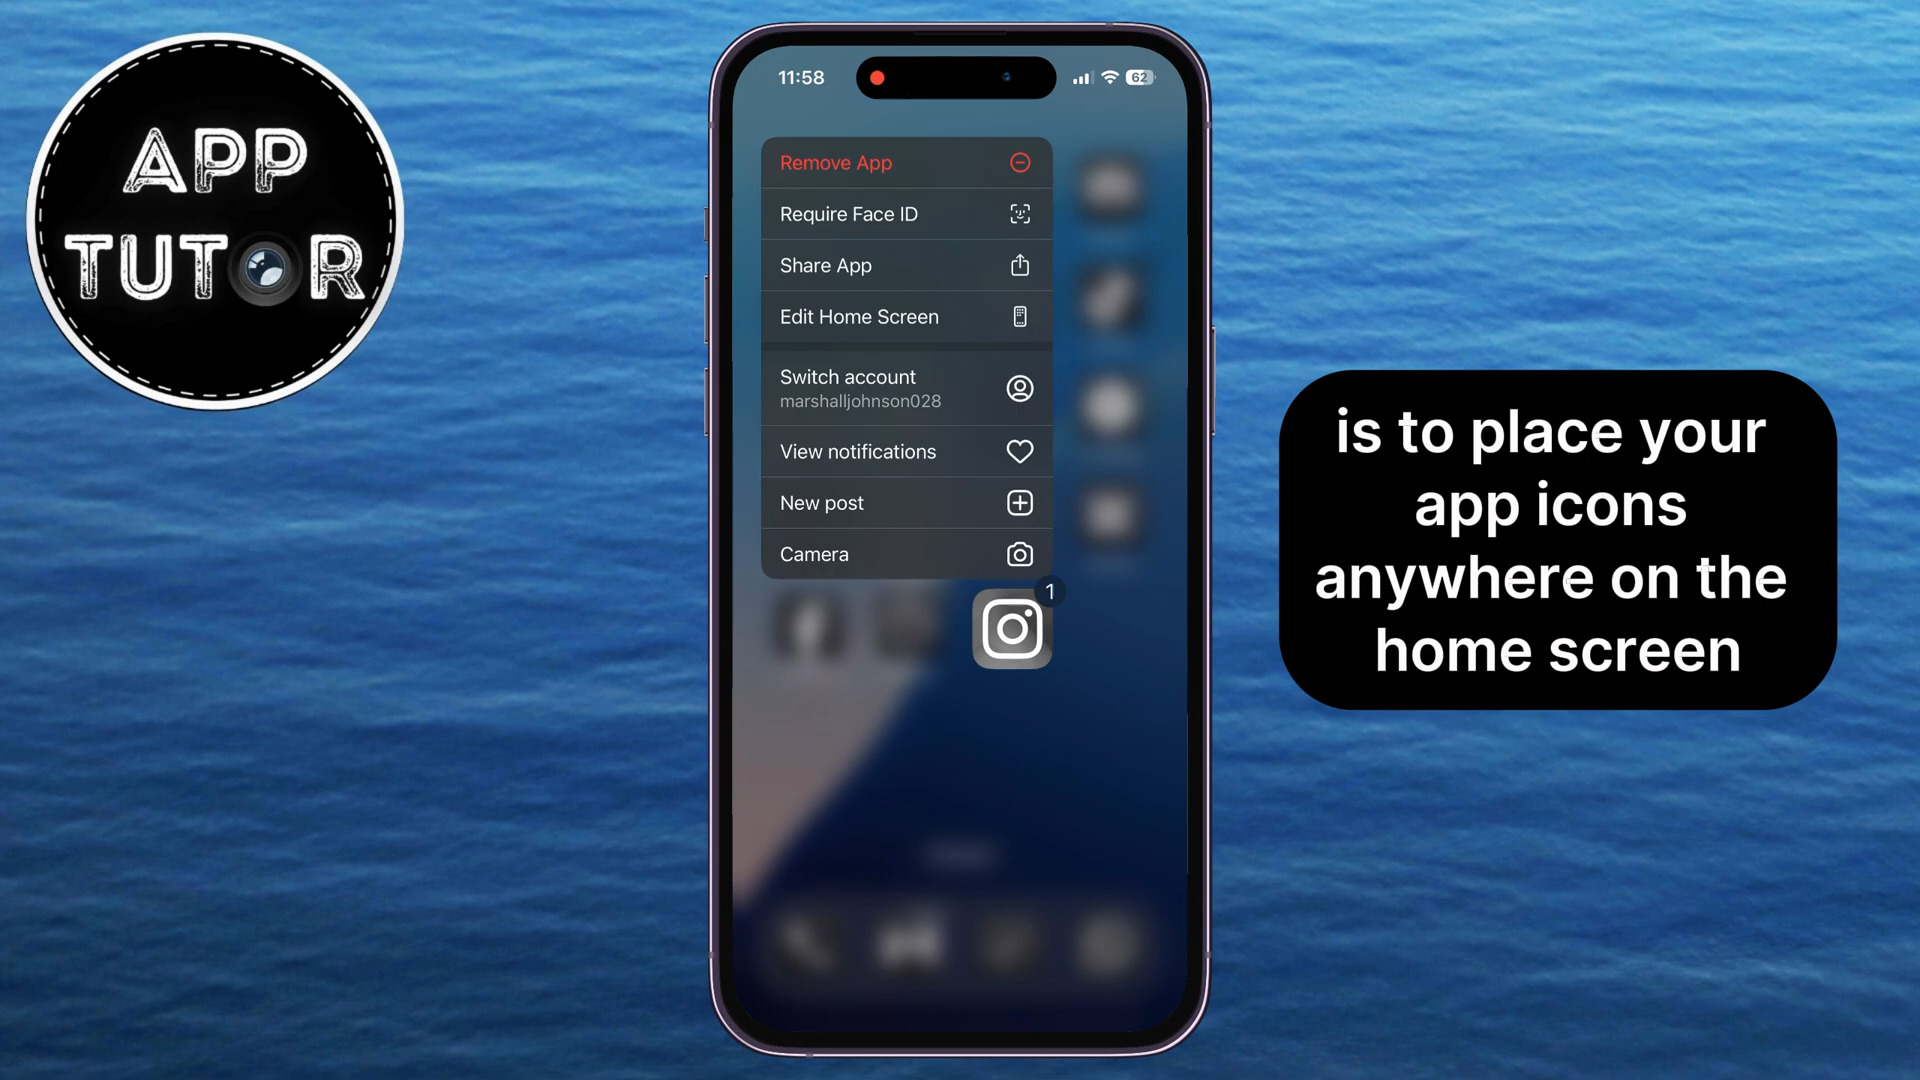 APP
TUTOR
11:58
62
Remove App
Require Face ID
Share App
Edit Home Screen
Switch account
marshalljohnson028
View notifications
New post
Camera
1
is to place your
app icons
anywhere on the
home screen